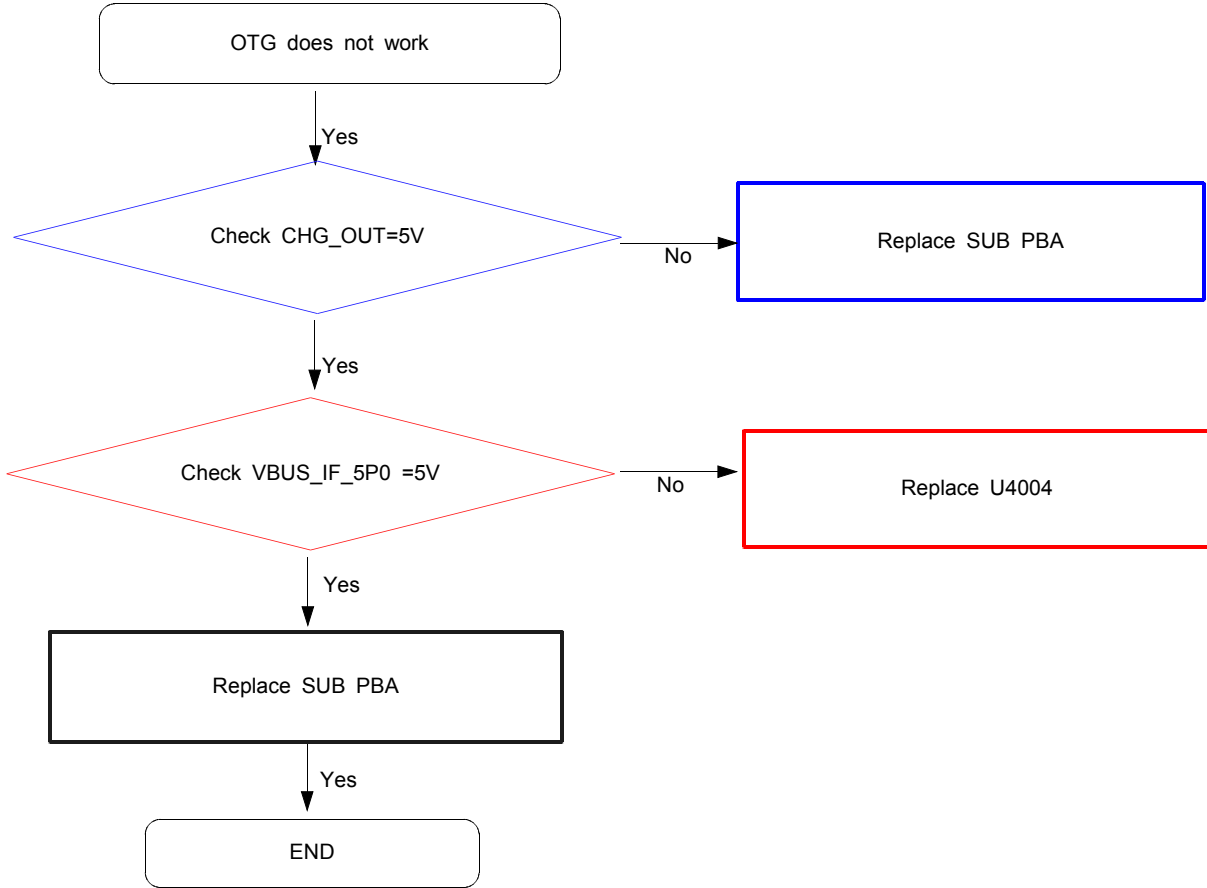 OTG does not work
Yes
Check CHG_OUT=5V
No
Replace SUB PBA
Yes
Check VBUS_IF_5P0 =5V
No
Replace U4004
Yes
Replace SUB PBA
Yes
END